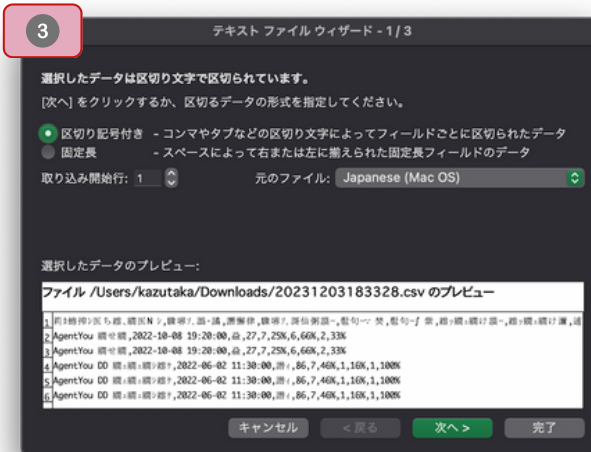 3
テキスト ファイル ウィザード - 1 / 3
選択したデータは区切り文字で区切られています。
[次へ] をクリックするか、区切るデータの形式を指定してください。
区切り記号付き - コンマやタブなどの区切り文字によってフィールドごとに区切られたデータ
固定長 - スペースによって右または左に揃えられた固定長フィールドのデータ
取り込み開始行: 1 元のファイル: Japanese (Mac OS)
選択したデータのプレビュー:
ファイル /Users/kazutaka/Downloads/20231203183328.csv のプレビュー
1
2 AgentYou ,2022-10-08 19:20:00, ,27,7,25%,6,66%,2,33%
3 AgentYou ,2022-10-08 19:20:00, ,27,7,25%,6,66%,2,33%
4 AgentYou DD ,2022-06-02 11:30:00, ,86,7,46%,1,16%,1,100%
5 AgentYou DD ,2022-06-02 11:30:00, ,86,7,46%,1,16%,1,100%
6 AgentYou DD ,2022-06-02 11:30:00, ,86,7,46%,1,16%,1,100%
キャンセル < 戻る 次へ > 完了